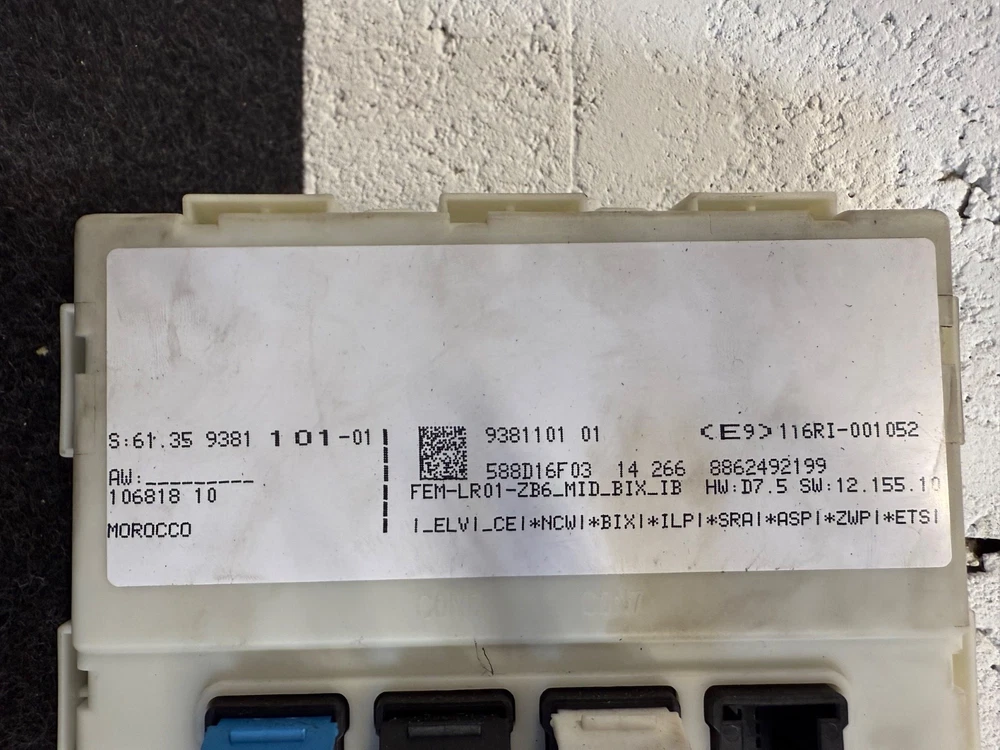 S:61.35 9381 101-01
AW:_________
106818 10
MOROCCO
9381101 01 <E9>116RI-001052
588D16F03 14 266 8862492199
FEM-LR01-ZB6_MID_BIX_IB HW:D7.5 SW:12.155.10
|_ELV|_CE|*NCW|*BIX|*ILP|*SRA|*ASP|*ZWP|*ETS|